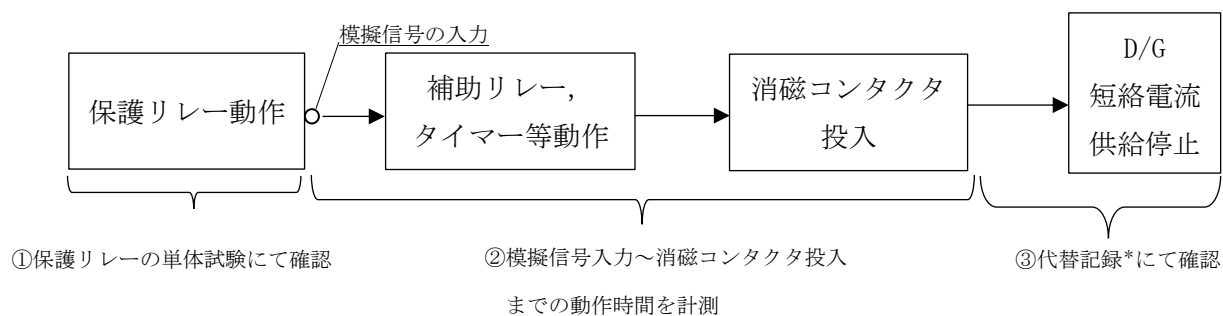 模擬信号の入力
保護リレー動作
補助リレー，
タイマー等動作
消磁コンタクタ
投入
D/G
短絡電流
供給停止
①保護リレーの単体試験にて確認
②模擬信号入力～消磁コンタクタ投入
までの動作時間を計測
③代替記録*にて確認